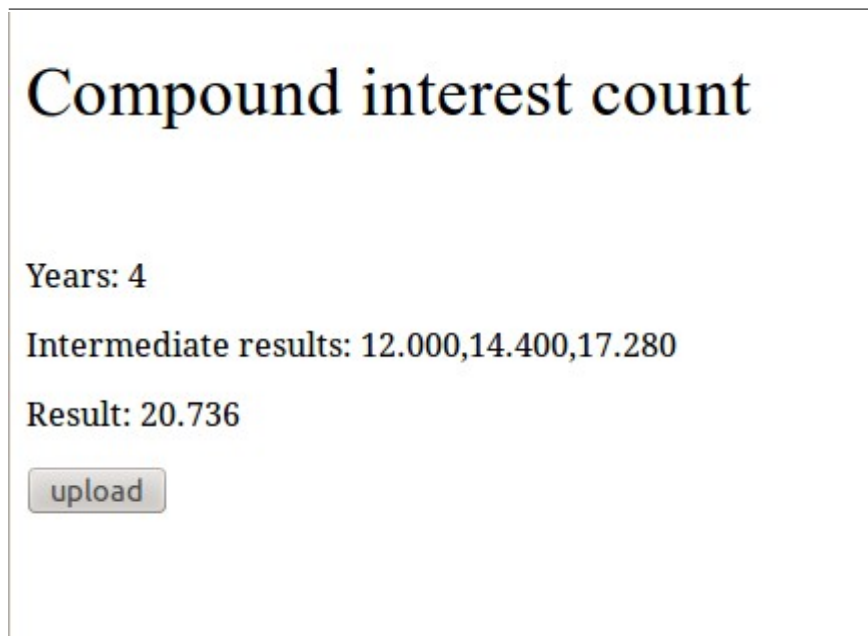 Compound interest count
Years: 4
Intermediate results: 12.000,14.400,17.280
Result: 20.736
upload